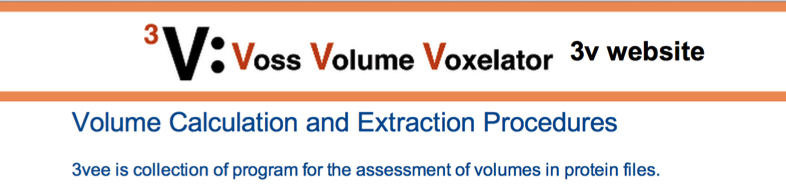 3V: Voss Volume Voxelator 3v website
Volume Calculation and Extraction Procedures
3vee is collection of program for the assessment of volumes in protein files.